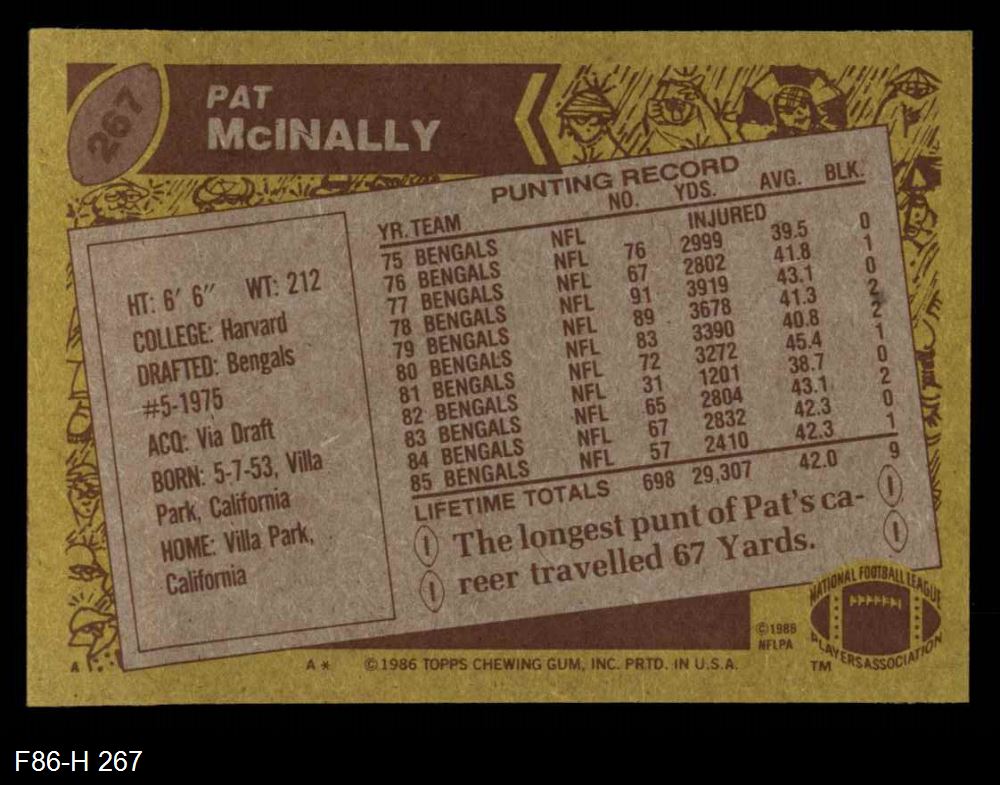 267
PAT
McINALLY
HT: 6' 6" WT: 212
COLLEGE: Harvard
DRAFTED: Bengals
#5-1975
ACQ: Via Draft
BORN: 5-7-53, Villa
Park, California
HOME: Villa Park,
California
PUNTING RECORD
YR. TEAM NO. YDS. AVG. BLK.
75 BENGALS NFL INJURED
76 BENGALS NFL 76 2999 39.5 0
77 BENGALS NFL 67 2802 41.8 1
78 BENGALS NFL 91 3919 43.1 0
79 BENGALS NFL 89 3678 41.3 2
80 BENGALS NFL 83 3390 40.8 2
81 BENGALS NFL 72 3272 45.4 1
82 BENGALS NFL 31 1201 38.7 0
83 BENGALS NFL 65 2804 43.1 2
84 BENGALS NFL 67 2832 42.3 0
85 BENGALS NFL 57 2410 42.3 1
LIFETIME TOTALS 698 29,307 42.0 9
The longest punt of Pat's ca-
reer travelled 67 Yards.
©1986
NFLPA
NATIONAL FOOTBALL LEAGUE
PLAYERS ASSOCIATION
TM
A A* ©1986 TOPPS CHEWING GUM, INC. PRTD. IN U.S.A.
F86-H 267